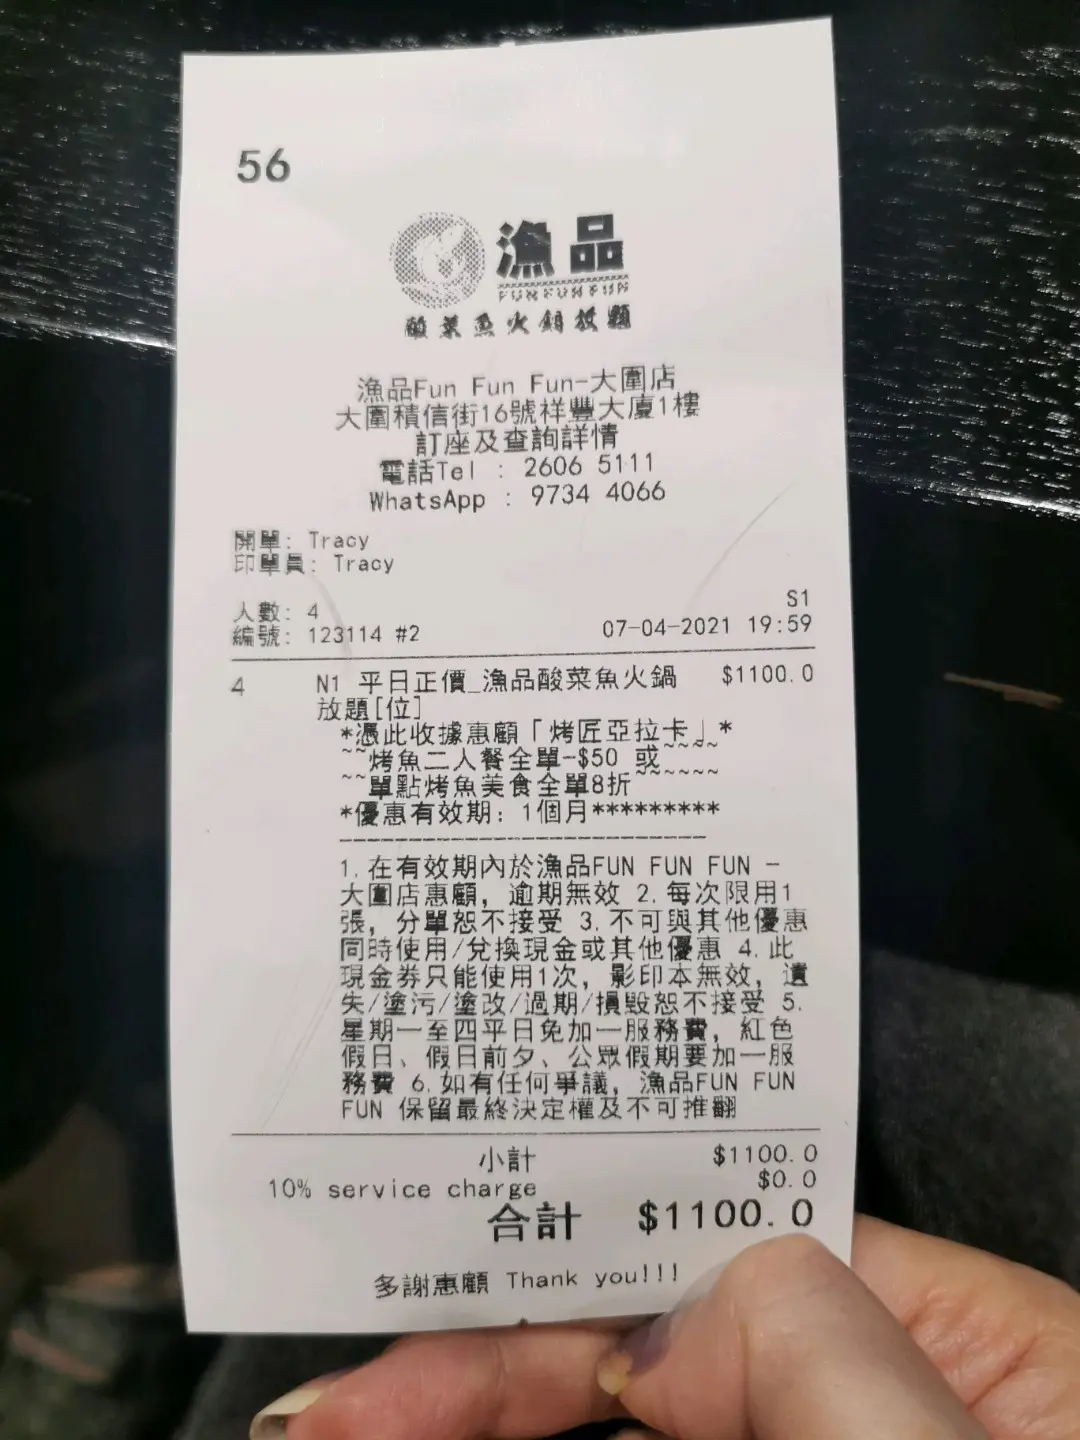 56
漁品
FUN FUN FUN
酸菜魚火鍋放題
漁品Fun Fun Fun-大圍店
大圍積信街16號祥豐大廈1樓
訂座及查詢詳情
電話Tel : 2606 5111
WhatsApp : 9734 4066
開單: Tracy
印單員: Tracy
S1
人數: 4
編號: 123114 #2 07-04-2021 19:59
4 N1 平日正價_漁品酸菜魚火鍋 $1100.0
放題[位]
*憑此收據惠顧「烤匠亞拉卡」*
~~烤魚二人餐全單-$50 或~~~~
~~單點烤魚美食全單8折~~~~~~
*優惠有效期: 1個月*********
--------------------------
1.在有效期內於漁品FUN FUN FUN -
大圍店惠顧, 逾期無效 2.每次限用1
張, 分單恕不接受 3.不可與其他優惠
同時使用/兌換現金或其他優惠 4.此
現金券只能使用1次, 影印本無效, 遺
失/塗污/塗改/過期/損毀恕不接受 5.
星期一至四平日免加一服務費, 紅色
假日、假日前夕、公眾假期要加一服
務費 6.如有任何爭議, 漁品FUN FUN
FUN 保留最終決定權及不可推翻
小計 $1100.0
10% service charge $0.0
合計 $1100.0
多謝惠顧 Thank you!!!